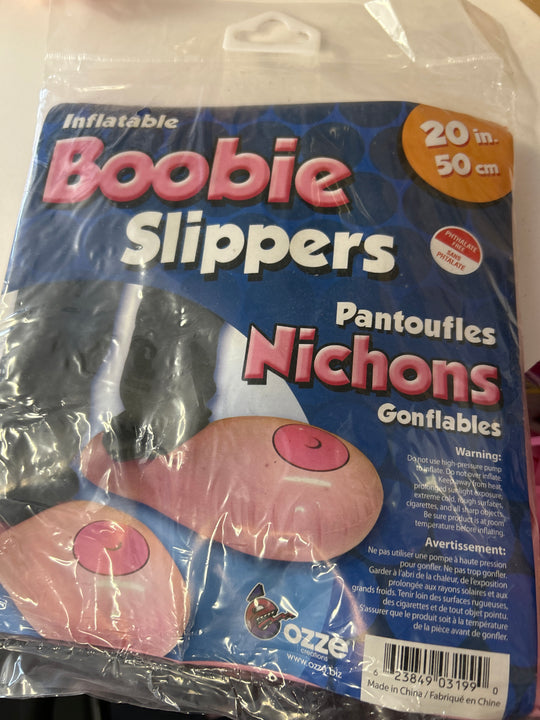 Inflatable
Boobie
Slippers
20 in.
50 cm
PHTHALATE
FREE
SANS
PHTALATE
Pantoufles
Nichons
Gonflables
Warning:
Do not use high-pressure pump
to inflate. Do not over inflate.
Keep away from heat,
prolonged sunlight exposure,
extreme cold, rough surfaces,
cigarettes, and all sharp objects.
Be sure product is at room
temperature before inflating.
Avertissement:
Ne pas utiliser une pompe à haute pression
pour gonfler. Ne pas trop gonfler.
Garder à l'abri de la chaleur, de l'exposition
prolongée aux rayons solaires et aux
grands froids. Tenir loin des surfaces rugueuses,
des cigarettes et de tout objet pointu.
S'assurer que le produit soit à la température
de la pièce avant de gonfler.
ozzé
creations
www.ozze.biz
6 23849 03199 0
Made in China / Fabriqué en Chine